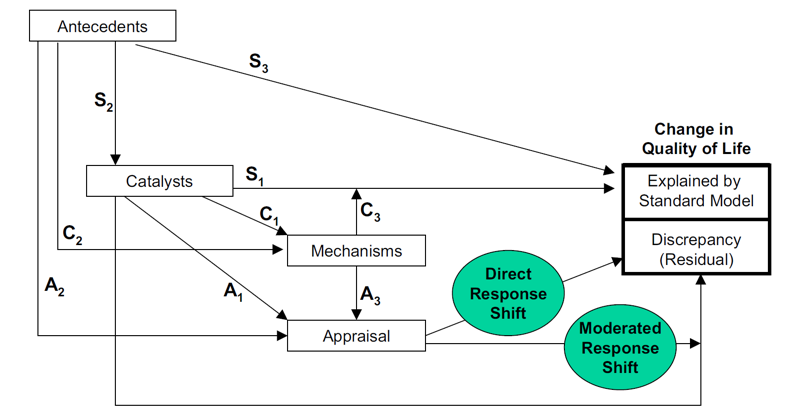 Antecedents
S3
S2
Change in
Quality of Life
Catalysts
S1
Explained by
Standard Model
C1
C3
C2
Mechanisms
Discrepancy
(Residual)
A2
A1
A3
Direct
Response
Shift
Appraisal
Moderated
Response
Shift